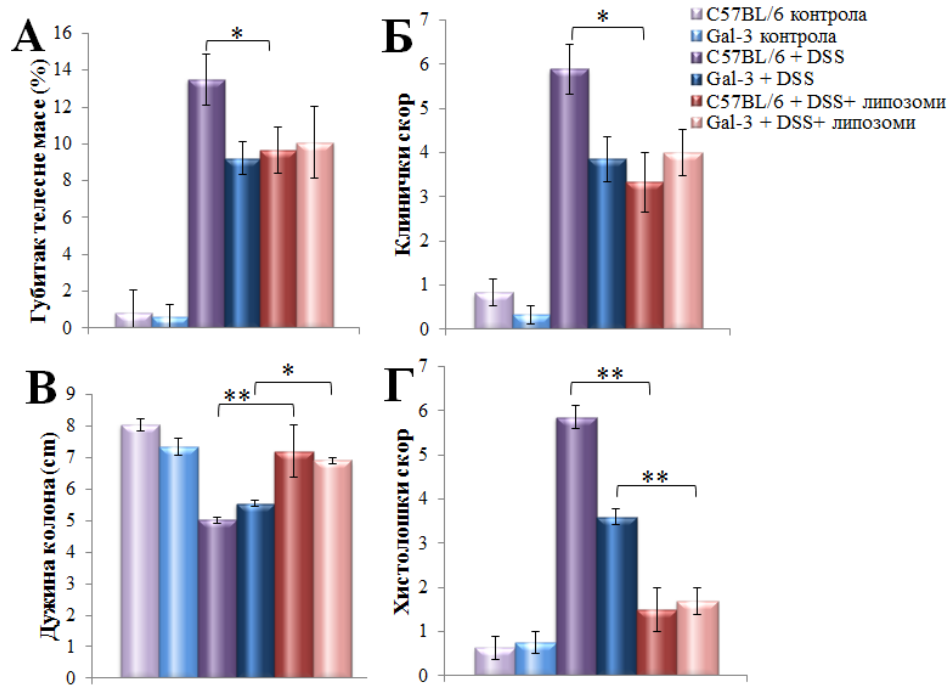 А
Губитак телесне масе (%)
16
14
12
10
8
6
4
2
0
*
Б
Клинички скор
7
6
5
4
3
2
1
0
*
C57BL/6 контрола
Gal-3 контрола
C57BL/6 + DSS
Gal-3 + DSS
C57BL/6 + DSS+ липозоми
Gal-3 + DSS+ липозоми
В
Дужина колона (cm)
9
8
7
6
5
4
3
2
1
0
**
*
Г
Хистолошки скор
7
6
5
4
3
2
1
0
**
**